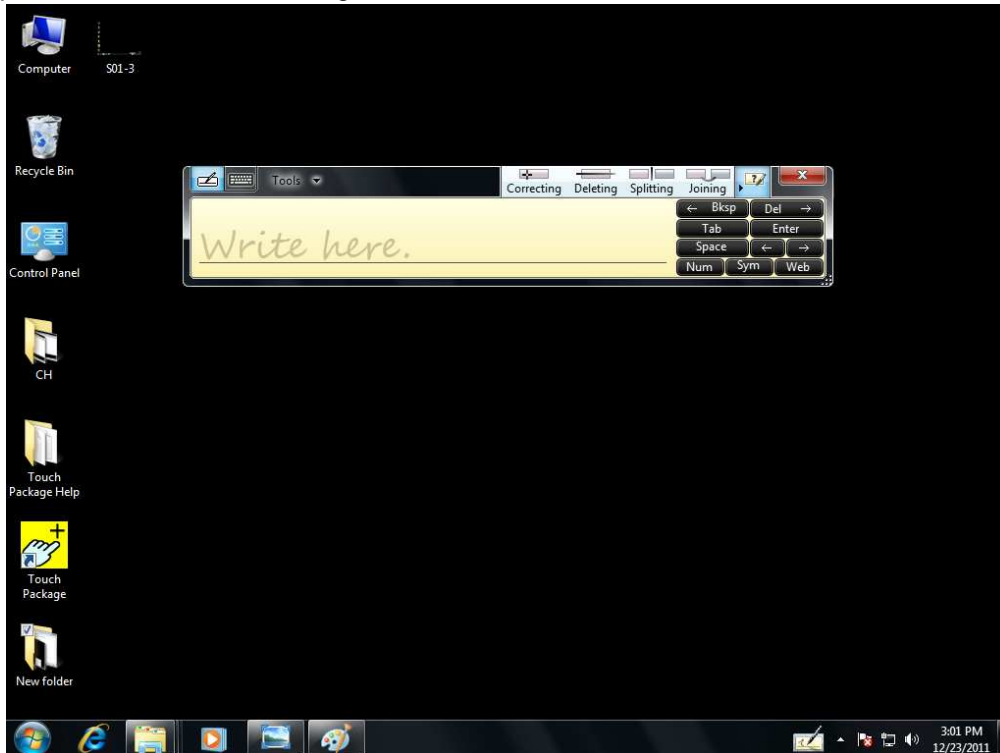 Computer
S01-3
Recycle Bin
Tools
Correcting Deleting Splitting Joining
Write here.
← Bksp Del →
Tab Enter
Space ← →
Num Sym Web
Control Panel
CH
Touch
Package Help
Touch
Package
New folder
3:01 PM
12/23/2011